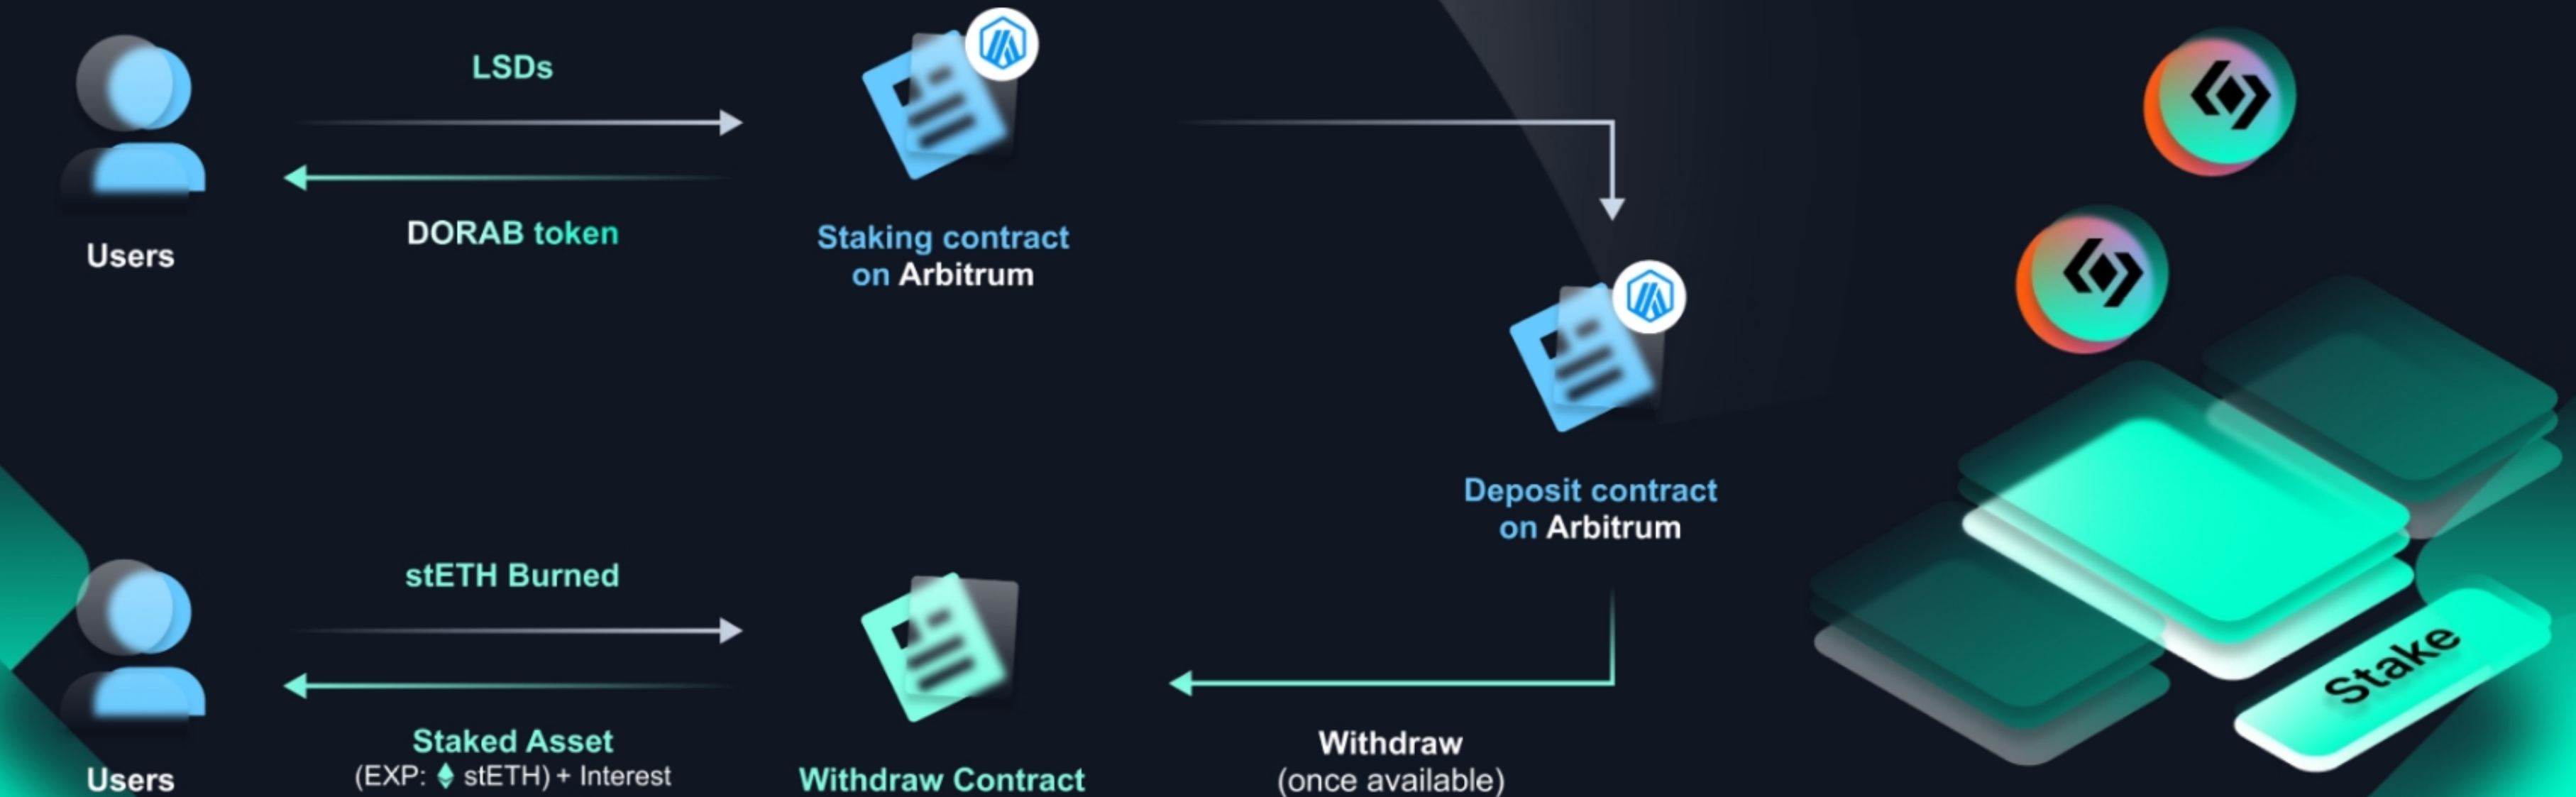 LSDs
DORAB token
Users
Staking contract
on Arbitrum
Deposit contract
on Arbitrum
stETH Burned
Staked Asset
(EXP: stETH) + Interest
Users
Withdraw Contract
Withdraw
(once available)
Stake